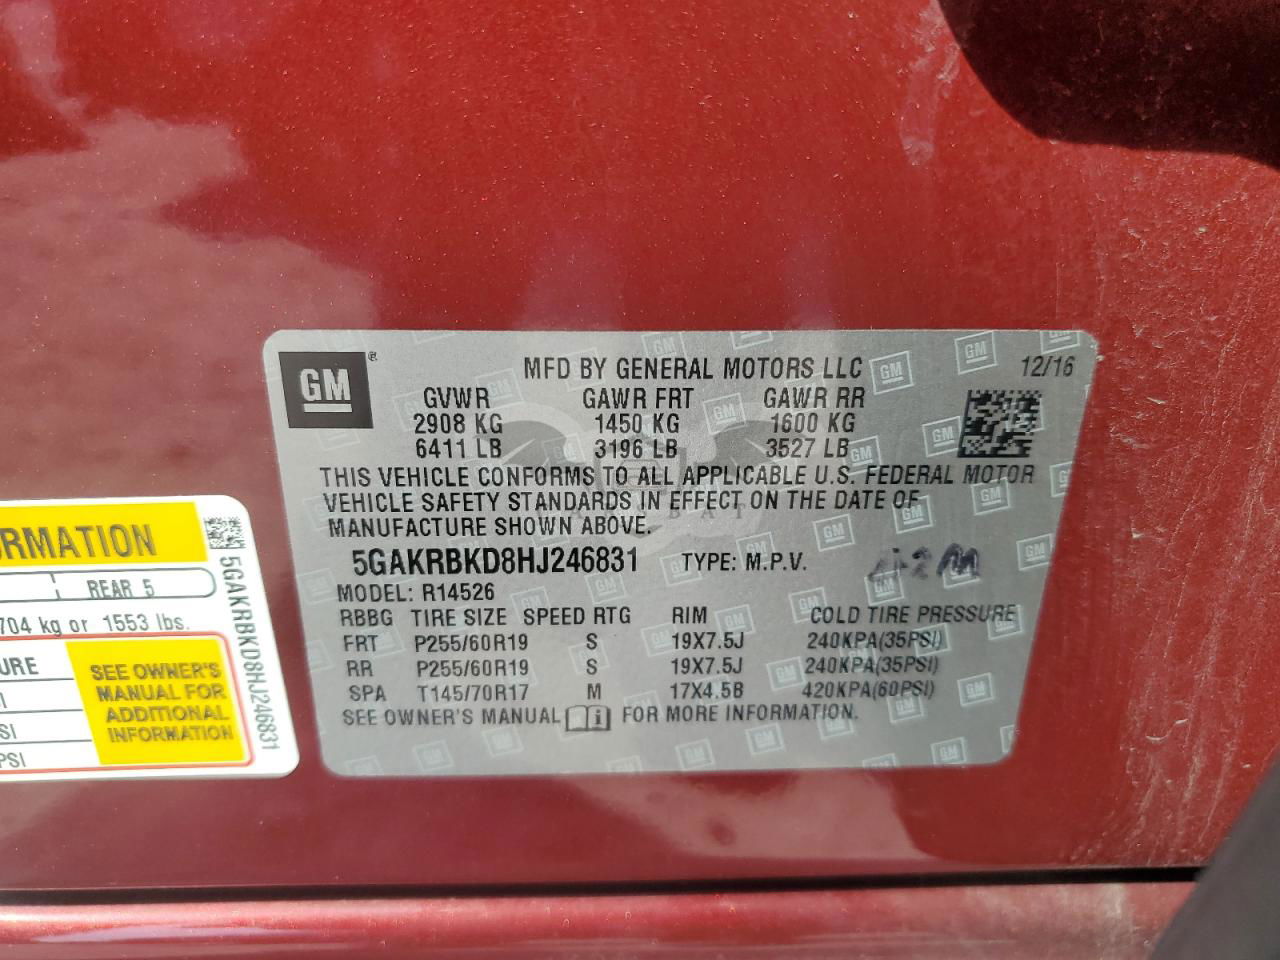 GM ®
MFD BY GENERAL MOTORS LLC 12/16
GVWR GAWR FRT GAWR RR
2908 KG 1450 KG 1600 KG
6411 LB 3196 LB 3527 LB
THIS VEHICLE CONFORMS TO ALL APPLICABLE U.S. FEDERAL MOTOR
VEHICLE SAFETY STANDARDS IN EFFECT ON THE DATE OF
MANUFACTURE SHOWN ABOVE.
5GAKRBKD8HJ246831 TYPE: M.P.V.
MODEL: R14526
RBBG TIRE SIZE SPEED RTG RIM COLD TIRE PRESSURE
FRT P255/60R19 S 19X7.5J 240KPA(35PSI)
RR P255/60R19 S 19X7.5J 240KPA(35PSI)
SPA T145/70R17 M 17X4.5B 420KPA(60PSI)
SEE OWNER'S MANUAL FOR MORE INFORMATION.
RMATION
REAR 5
704 kg or 1553 lbs.
URE
SI
PSI
SEE OWNER'S
MANUAL FOR
ADDITIONAL
INFORMATION
5GAKRBKD8HJ246831